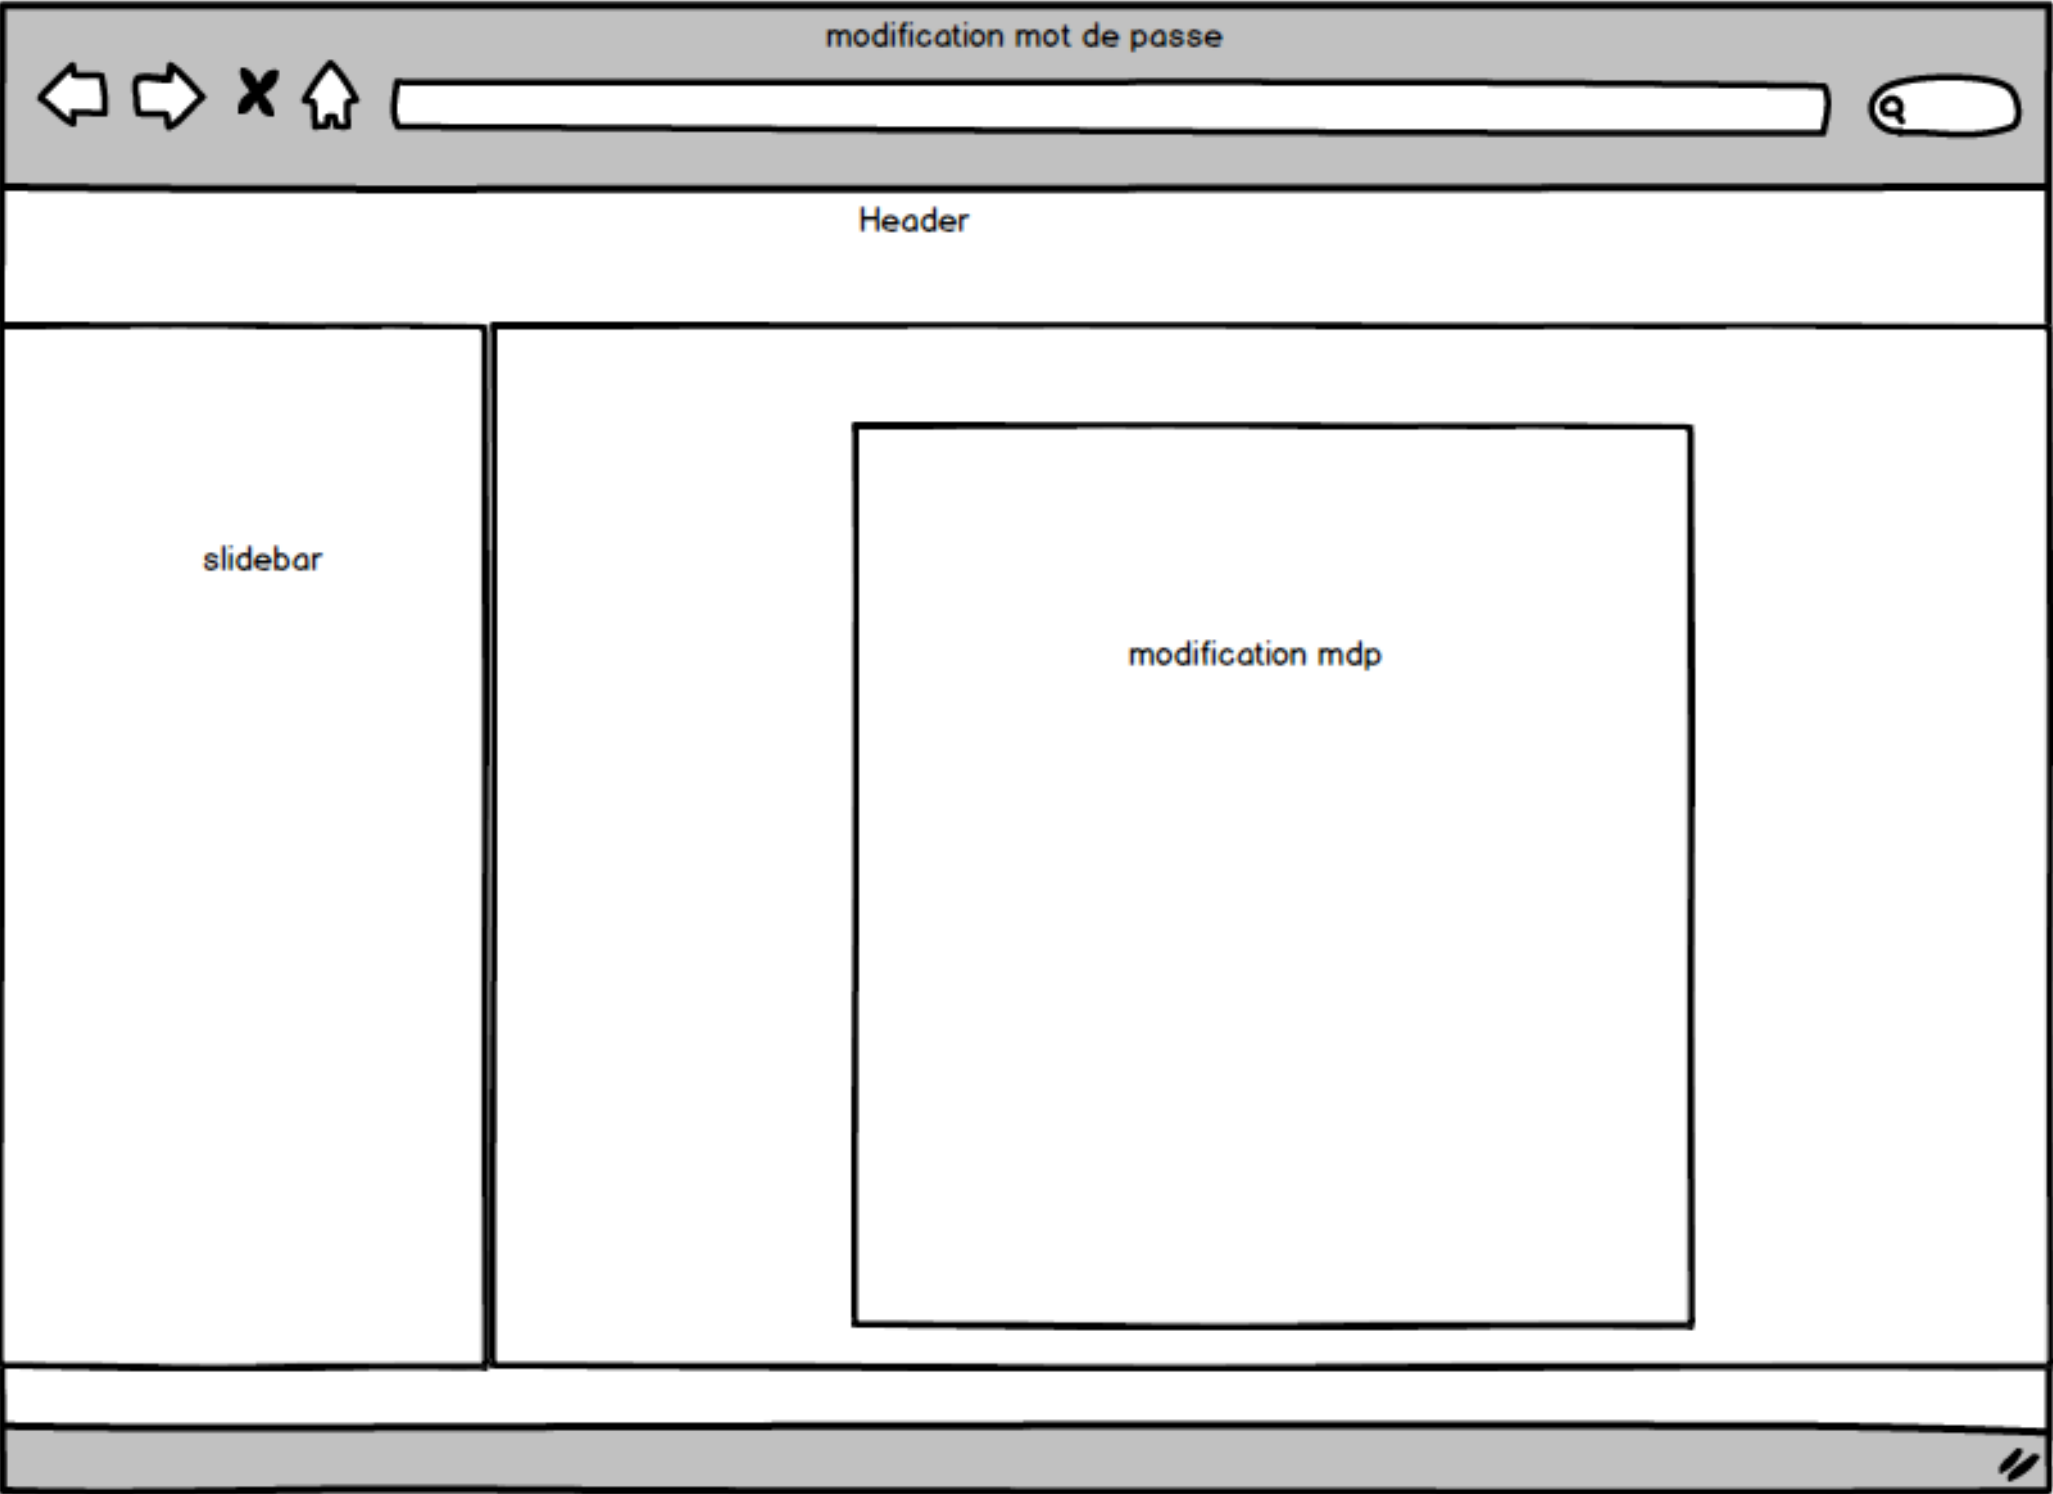 modification mot de passe
Header
slidebar
modification mdp